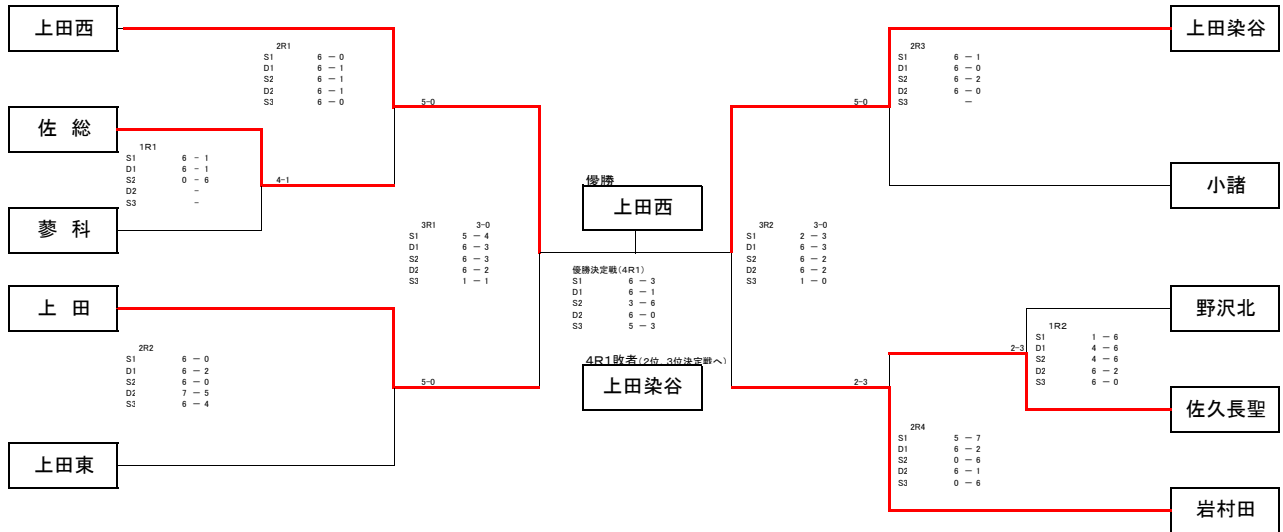 上田西
2R1
S1 6 － 0
D1 6 － 1
S2 6 － 1
D2 6 － 1
S3 6 － 0
5-0
佐 総
1R1
S1 6 - 1
D1 6 - 1
S2 0 - 6
D2 -
S3 -
4-1
蓼 科
3R1 3-0
S1 5 － 4
D1 6 － 3
S2 6 － 3
D2 6 － 2
S3 1 － 1
上 田
2R2
S1 6 － 0
D1 6 － 2
S2 6 － 0
D2 7 － 5
S3 6 － 4
5-0
上田東
優勝
上田西
優勝決定戦(4R1)
S1 6 － 3
D1 6 － 1
S2 3 － 6
D2 6 － 0
S3 5 － 3
4R1敗者(2位、3位決定戦へ)
上田染谷
上田染谷
2R3
S1 6 － 1
D1 6 － 0
S2 6 － 2
D2 6 － 0
S3 －
5-0
小諸
3R2 3-0
S1 2 － 3
D1 6 － 3
S2 6 － 2
D2 6 － 2
S3 1 － 0
野沢北
1R2
S1 1 － 6
D1 4 － 6
S2 4 － 6
D2 6 － 2
S3 6 － 0
2-3
佐久長聖
2-3
2R4
S1 5 － 7
D1 6 － 2
S2 0 － 6
D2 6 － 1
S3 0 － 6
岩村田